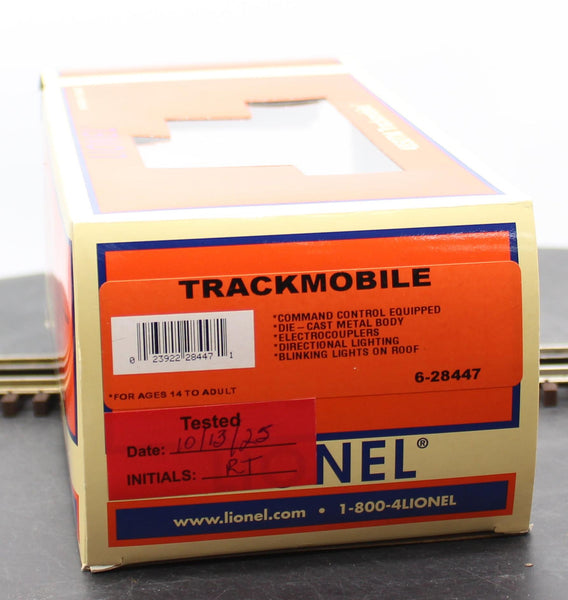 TRACKMOBILE
*COMMAND CONTROL EQUIPPED
*DIE-CAST METAL BODY
*ELECTROCOUPLERS
*DIRECTIONAL LIGHTING
*BLINKING LIGHTS ON ROOF
0 23922 28447 1
*FOR AGES 14 TO ADULT
6-28447
Tested
Date: 10/13/25
INITIALS: RT
NEL®
www.lionel.com • 1-800-4LIONEL